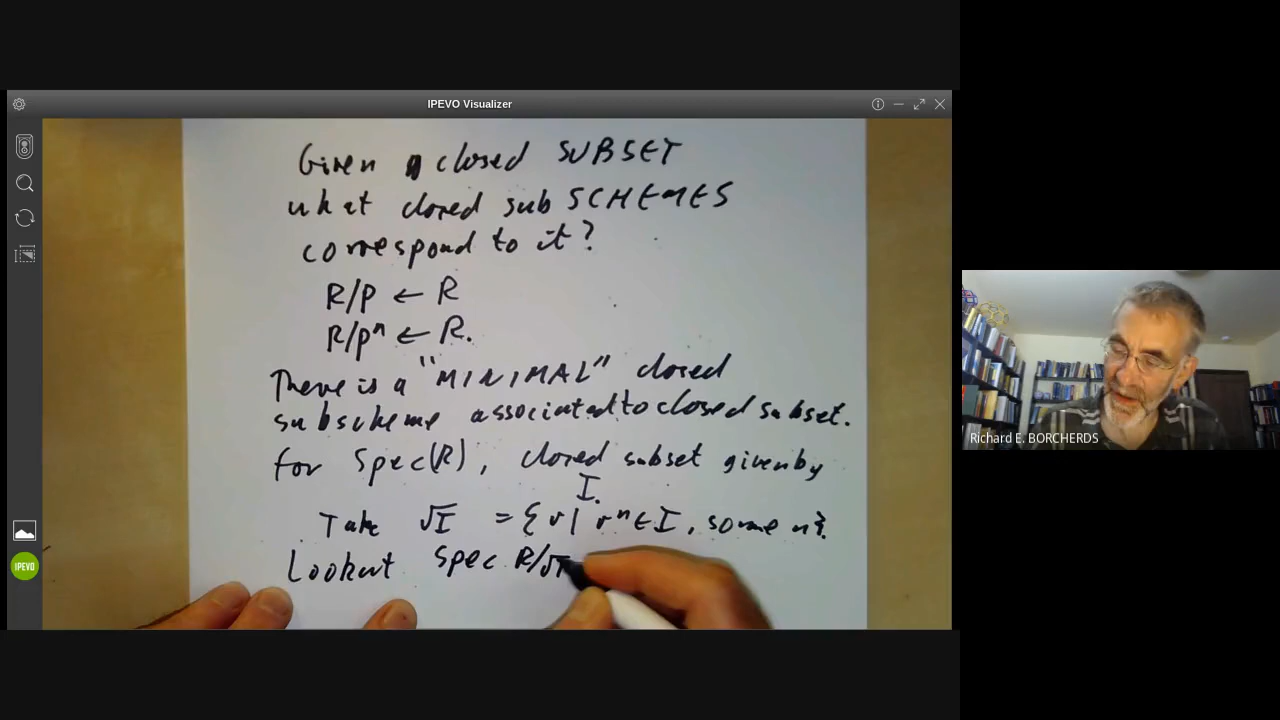 IPEVO Visualizer
Given closed SUBSET
what closed sub SCHEMES
correspond to it?
R/P ← R
R/pⁿ ← R.
There is a "MINIMAL" closed
subscheme associated to closed subset.
for Spec(R), closed subset given by
I.
Take √I = {r | rⁿ ∈ I, some n}.
Look at Spec R/√I
IPEVO
Richard E. BORCHERDS